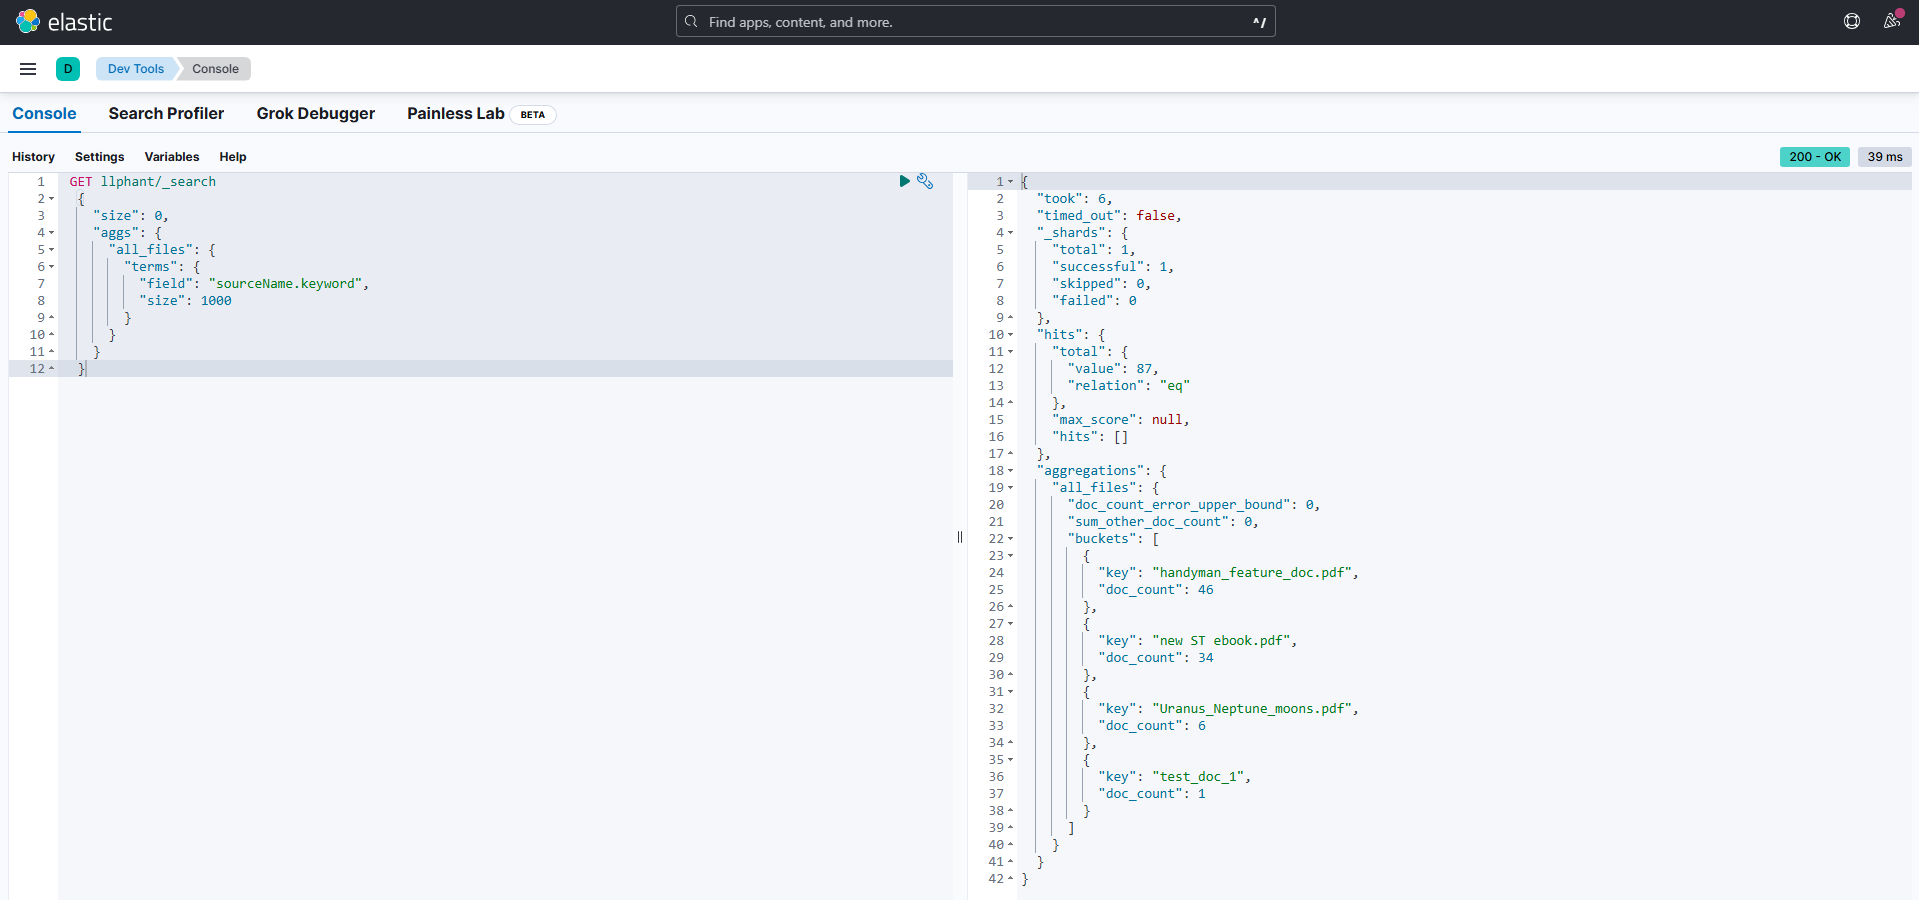 elastic
Find apps, content, and more.
^/
D
Dev Tools
Console
Console
Search Profiler
Grok Debugger
Painless Lab
BETA
History
Settings
Variables
Help
200 - OK
39 ms
1 GET llphant/_search
2 {
3 "size": 0,
4 "aggs": {
5 "all_files": {
6 "terms": {
7 "field": "sourceName.keyword",
8 "size": 1000
9 }
10 }
11 }
12 }
1 {
2 "took": 6,
3 "timed_out": false,
4 "_shards": {
5 "total": 1,
6 "successful": 1,
7 "skipped": 0,
8 "failed": 0
9 },
10 "hits": {
11 "total": {
12 "value": 87,
13 "relation": "eq"
14 },
15 "max_score": null,
16 "hits": []
17 },
18 "aggregations": {
19 "all_files": {
20 "doc_count_error_upper_bound": 0,
21 "sum_other_doc_count": 0,
22 "buckets": [
23 {
24 "key": "handyman_feature_doc.pdf",
25 "doc_count": 46
26 },
27 {
28 "key": "new ST ebook.pdf",
29 "doc_count": 34
30 },
31 {
32 "key": "Uranus_Neptune_moons.pdf",
33 "doc_count": 6
34 },
35 {
36 "key": "test_doc_1",
37 "doc_count": 1
38 }
39 ]
40 }
41 }
42 }